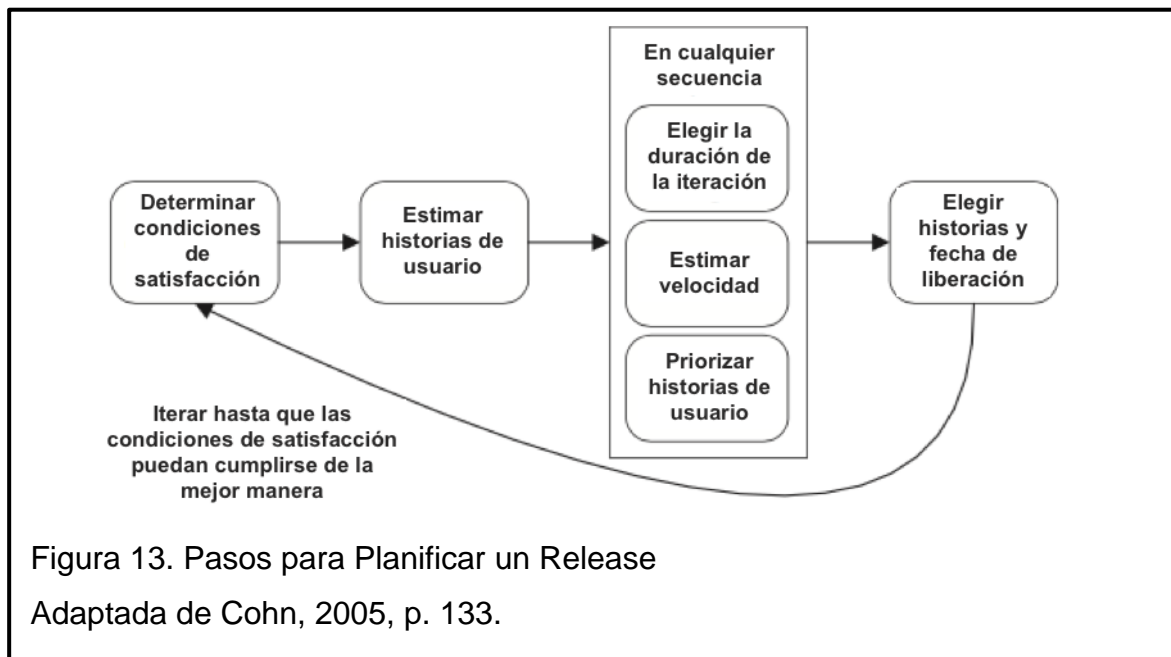 Determinar
condiciones
de
satisfacción
Estimar
historias de
usuario
En cualquier
secuencia
Elegir la
duración de
la iteración
Estimar
velocidad
Priorizar
historias de
usuario
Elegir
historias y
fecha de
liberación
Iterar hasta que las
condiciones de satisfacción
puedan cumplirse de la
mejor manera
Figura 13. Pasos para Planificar un Release
Adaptada de Cohn, 2005, p. 133.